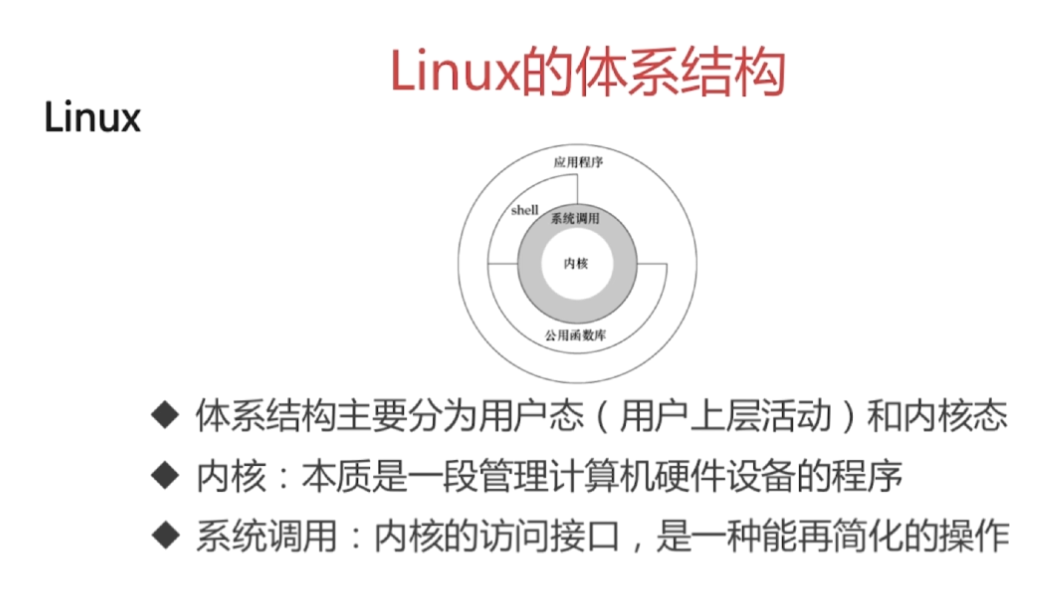 Linux的体系结构
Linux
应用程序
shell
系统调用
内核
公用函数库
体系结构主要分为用户态（用户上层活动）和内核态
内核：本质是一段管理计算机硬件设备的程序
系统调用：内核的访问接口，是一种能再简化的操作